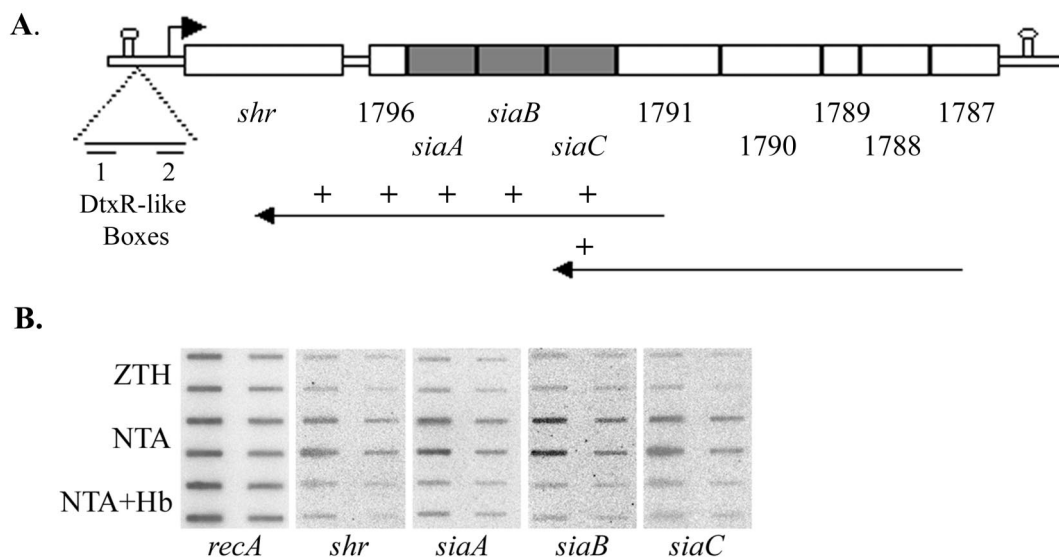 A.
shr 1796 siaB 1791 1789 1787
siaA siaC 1790 1788
1 2
DtxR-like
Boxes
+ + + + +
+
B.
ZTH
NTA
NTA+Hb
recA shr siaA siaB siaC